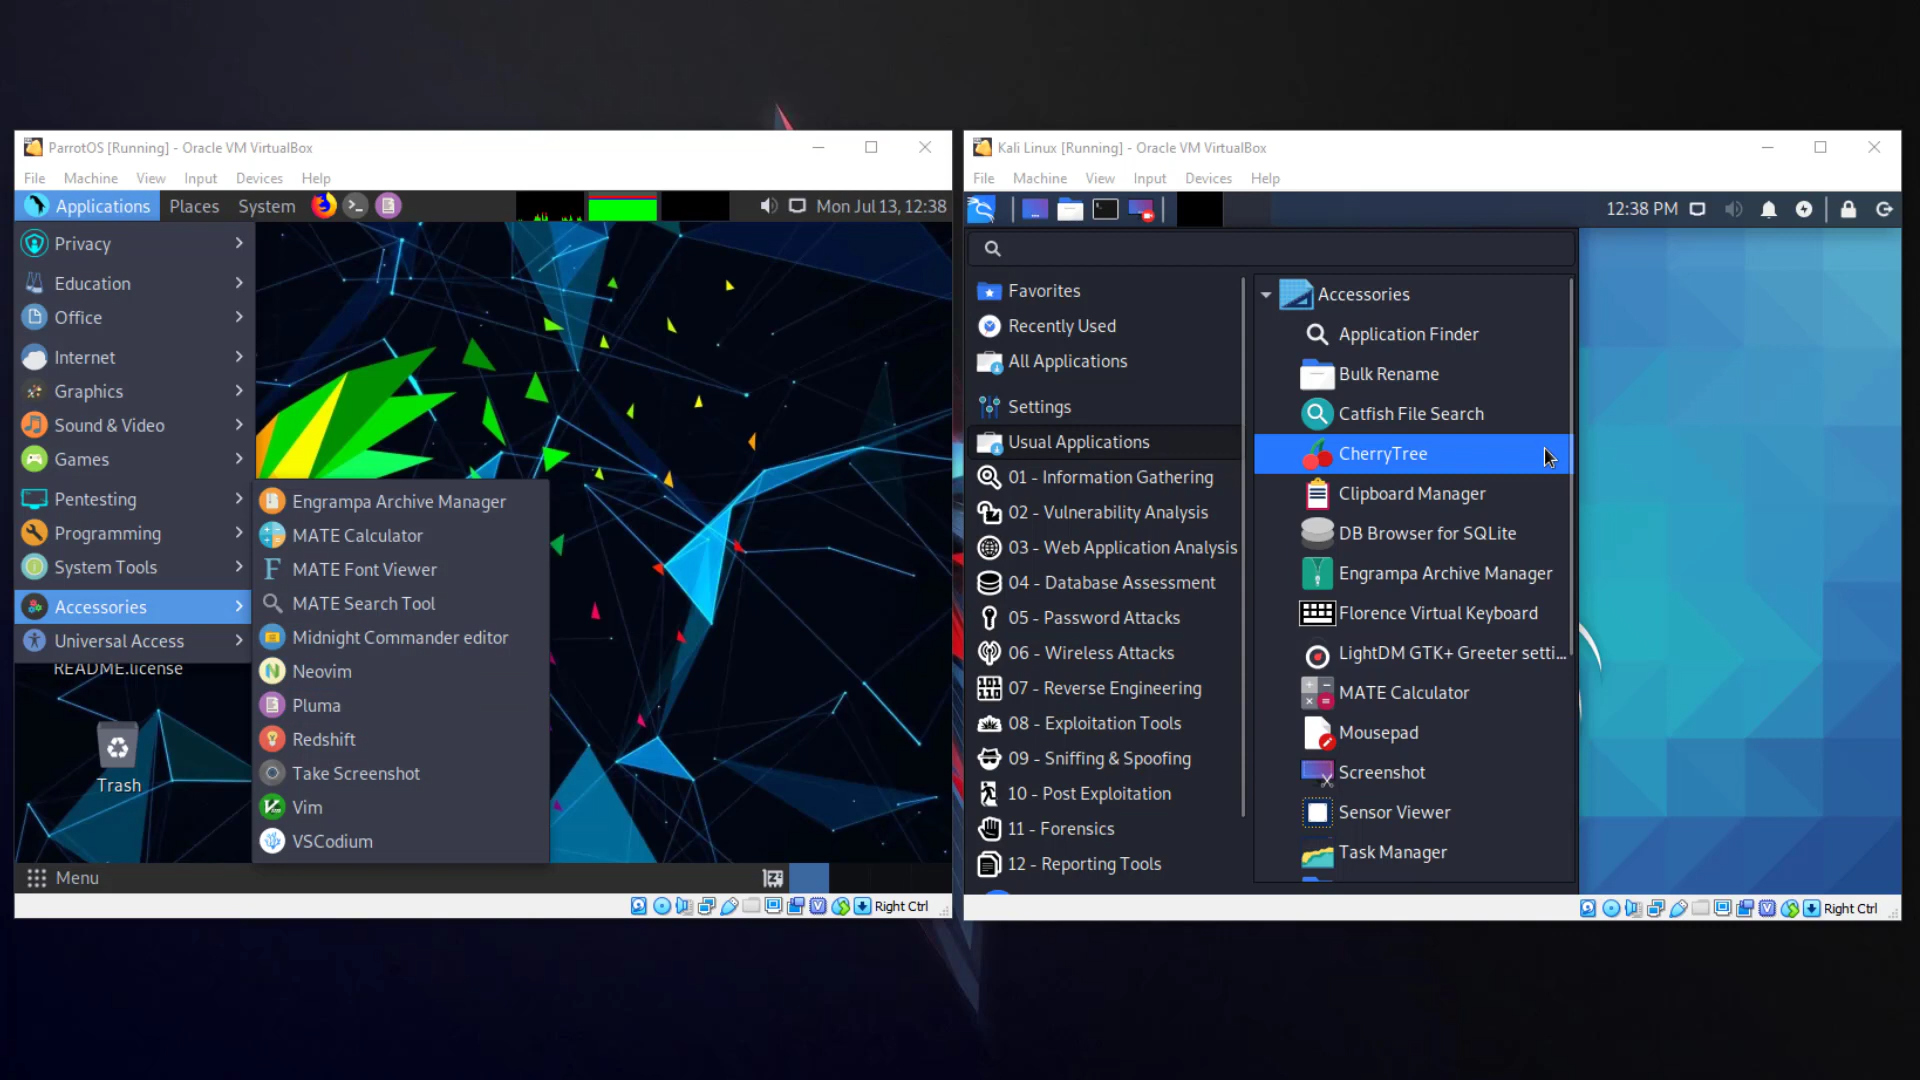 ParrotOS [Running] - Oracle VM VirtualBox
File Machine View Input Devices Help
Applications Places System Mon Jul 13, 12:38
Privacy
Education
Office
Internet
Graphics
Sound & Video
Games
Pentesting
Programming
System Tools
Accessories
Universal Access
README.license
Trash
Engrampa Archive Manager
MATE Calculator
MATE Font Viewer
MATE Search Tool
Midnight Commander editor
Neovim
Pluma
Redshift
Take Screenshot
Vim
VSCodium
Menu
Right Ctrl
Kali Linux [Running] - Oracle VM VirtualBox
File Machine View Input Devices Help
12:38 PM
Favorites
Recently Used
All Applications
Settings
Usual Applications
01 - Information Gathering
02 - Vulnerability Analysis
03 - Web Application Analysis
04 - Database Assessment
05 - Password Attacks
06 - Wireless Attacks
07 - Reverse Engineering
08 - Exploitation Tools
09 - Sniffing & Spoofing
10 - Post Exploitation
11 - Forensics
12 - Reporting Tools
Accessories
Application Finder
Bulk Rename
Catfish File Search
CherryTree
Clipboard Manager
DB Browser for SQLite
Engrampa Archive Manager
Florence Virtual Keyboard
LightDM GTK+ Greeter setti...
MATE Calculator
Mousepad
Screenshot
Sensor Viewer
Task Manager
Right Ctrl